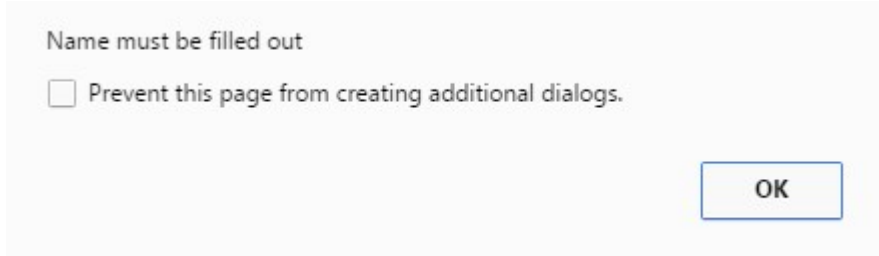 Name must be filled out
Prevent this page from creating additional dialogs.
OK